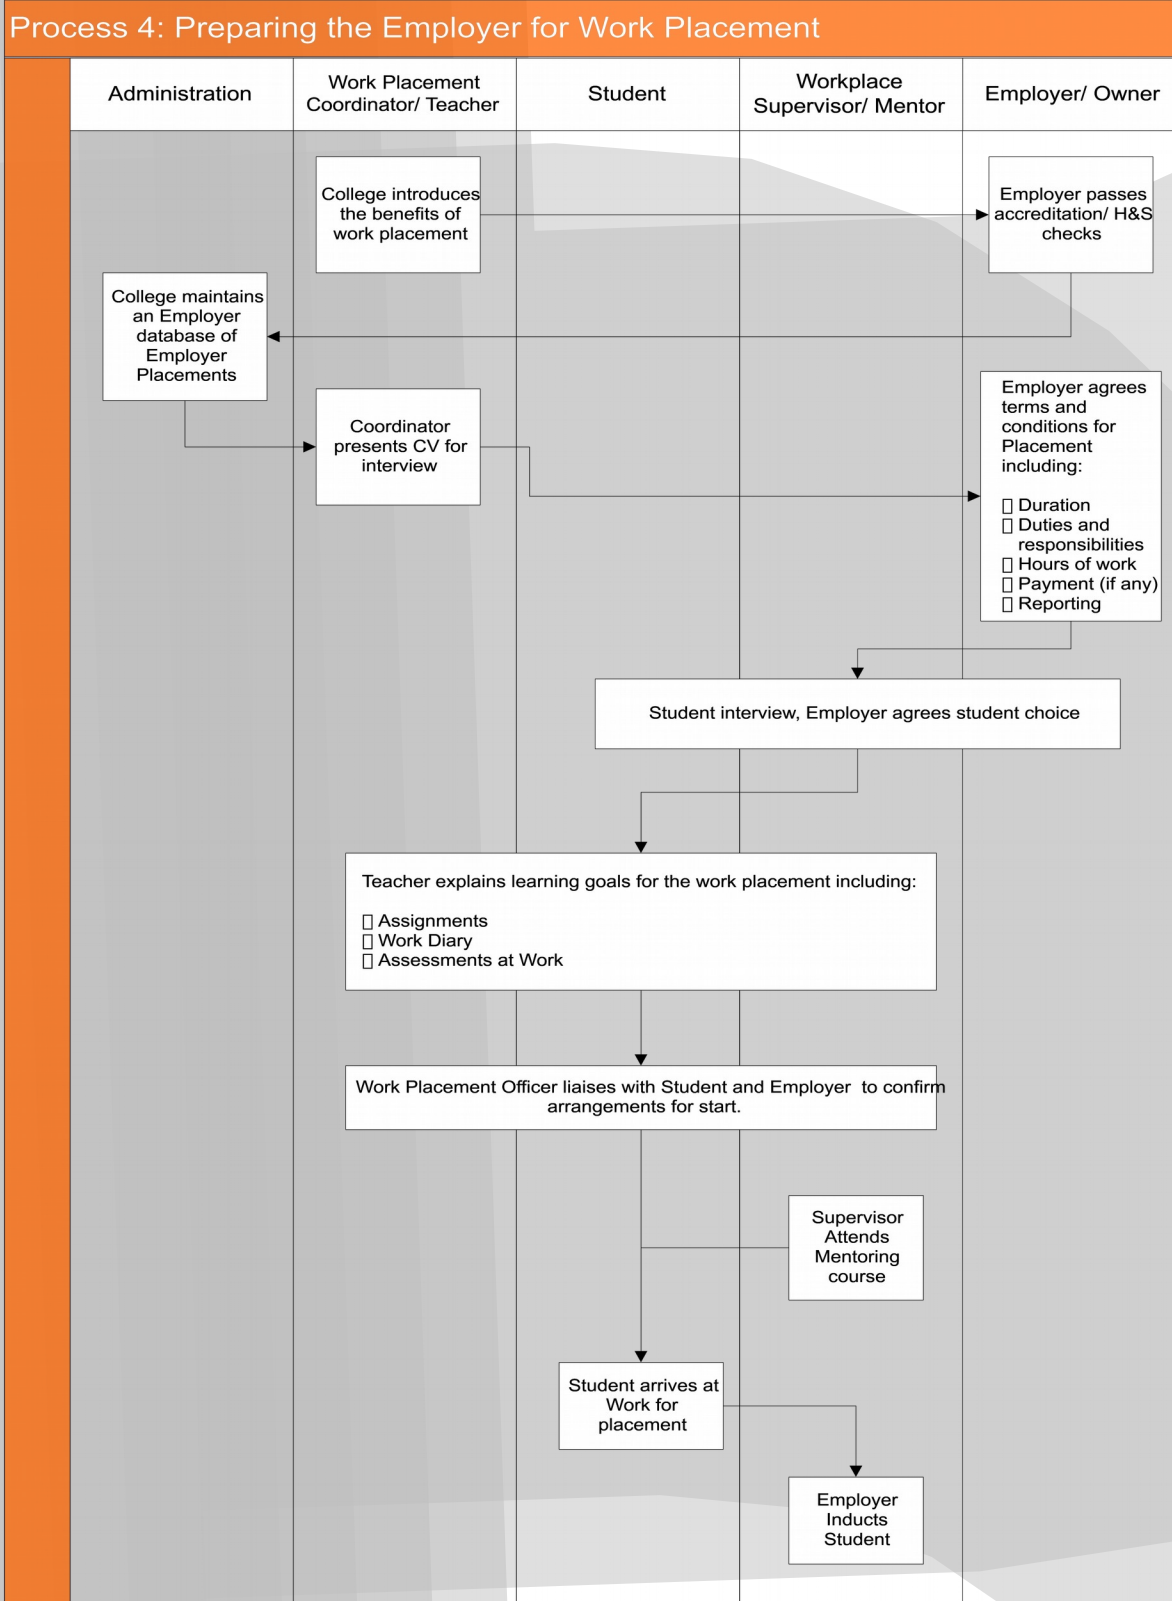 Process 4: Preparing the Employer for Work Placement
Administration
Work Placement
Coordinator/ Teacher
Student
Workplace
Supervisor/ Mentor
Employer/ Owner
College introduces
the benefits of
work placement
Employer passes
accreditation/ H&S
checks
College maintains
an Employer
database of
Employer
Placements
Coordinator
presents CV for
interview
Employer agrees
terms and
conditions for
Placement
including:
▯ Duration
▯ Duties and
responsibilities
▯ Hours of work
▯ Payment (if any)
▯ Reporting
Student interview, Employer agrees student choice
Teacher explains learning goals for the work placement including:
▯ Assignments
▯ Work Diary
▯ Assessments at Work
Work Placement Officer liaises with Student and Employer  to confirm
arrangements for start.
Supervisor
Attends
Mentoring
course
Student arrives at
Work for
placement
Employer
Inducts
Student